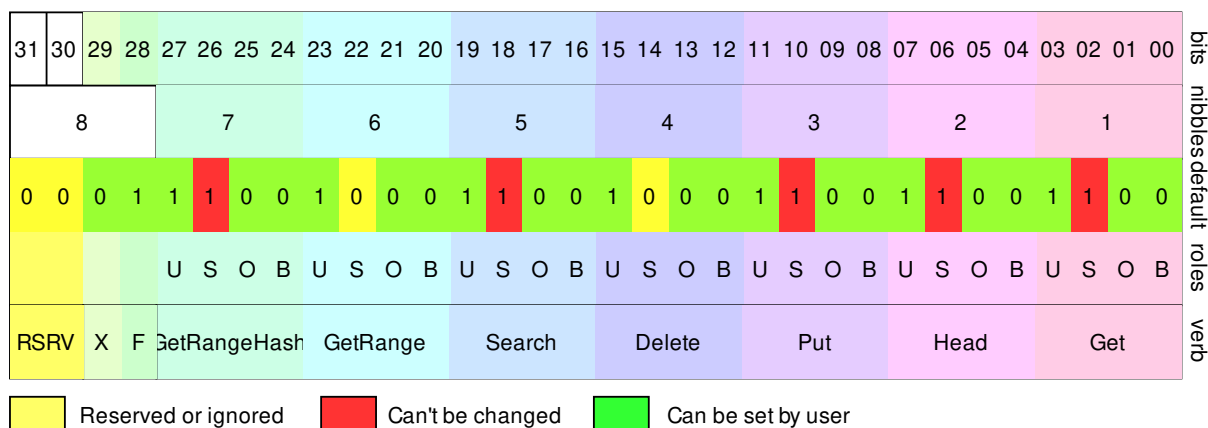 31 30 29 28 27 26 25 24 23 22 21 20 19 18 17 16 15 14 13 12 11 10 09 08 07 06 05 04 03 02 01 00 bits
8 7 6 5 4 3 2 1 nibbles
0 0 0 1 1 1 0 0 1 0 0 0 1 1 0 0 1 0 0 0 1 1 0 0 1 1 0 0 1 1 0 0 default
U S O B U S O B U S O B U S O B U S O B U S O B U S O B roles
RSRV X F GetRangeHash GetRange Search Delete Put Head Get verb
Reserved or ignored Can't be changed Can be set by user